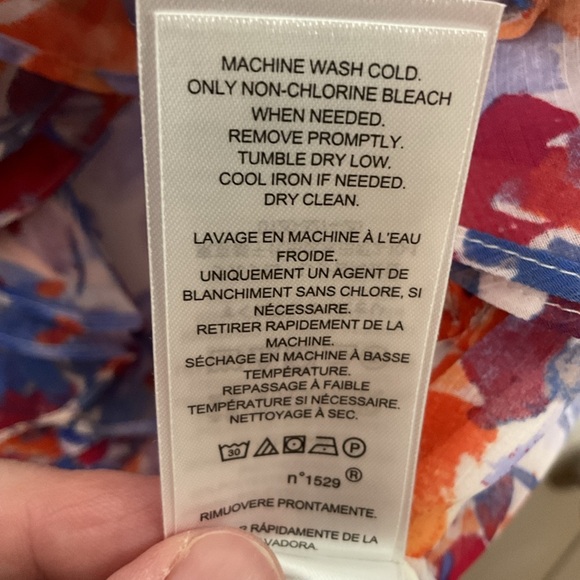 MACHINE WASH COLD.
ONLY NON-CHLORINE BLEACH
WHEN NEEDED.
REMOVE PROMPTLY.
TUMBLE DRY LOW.
COOL IRON IF NEEDED.
DRY CLEAN.
LAVAGE EN MACHINE À L'EAU
FROIDE.
UNIQUEMENT UN AGENT DE
BLANCHIMENT SANS CHLORE, SI
NÉCESSAIRE.
RETIRER RAPIDEMENT DE LA
MACHINE.
SÉCHAGE EN MACHINE À BASSE
TEMPÉRATURE.
REPASSAGE À FAIBLE
TEMPÉRATURE SI NÉCESSAIRE.
NETTOYAGE À SEC.
30 P
n°1529 ®
RIMUOVERE PRONTAMENTE.
RÁPIDAMENTE DE LA